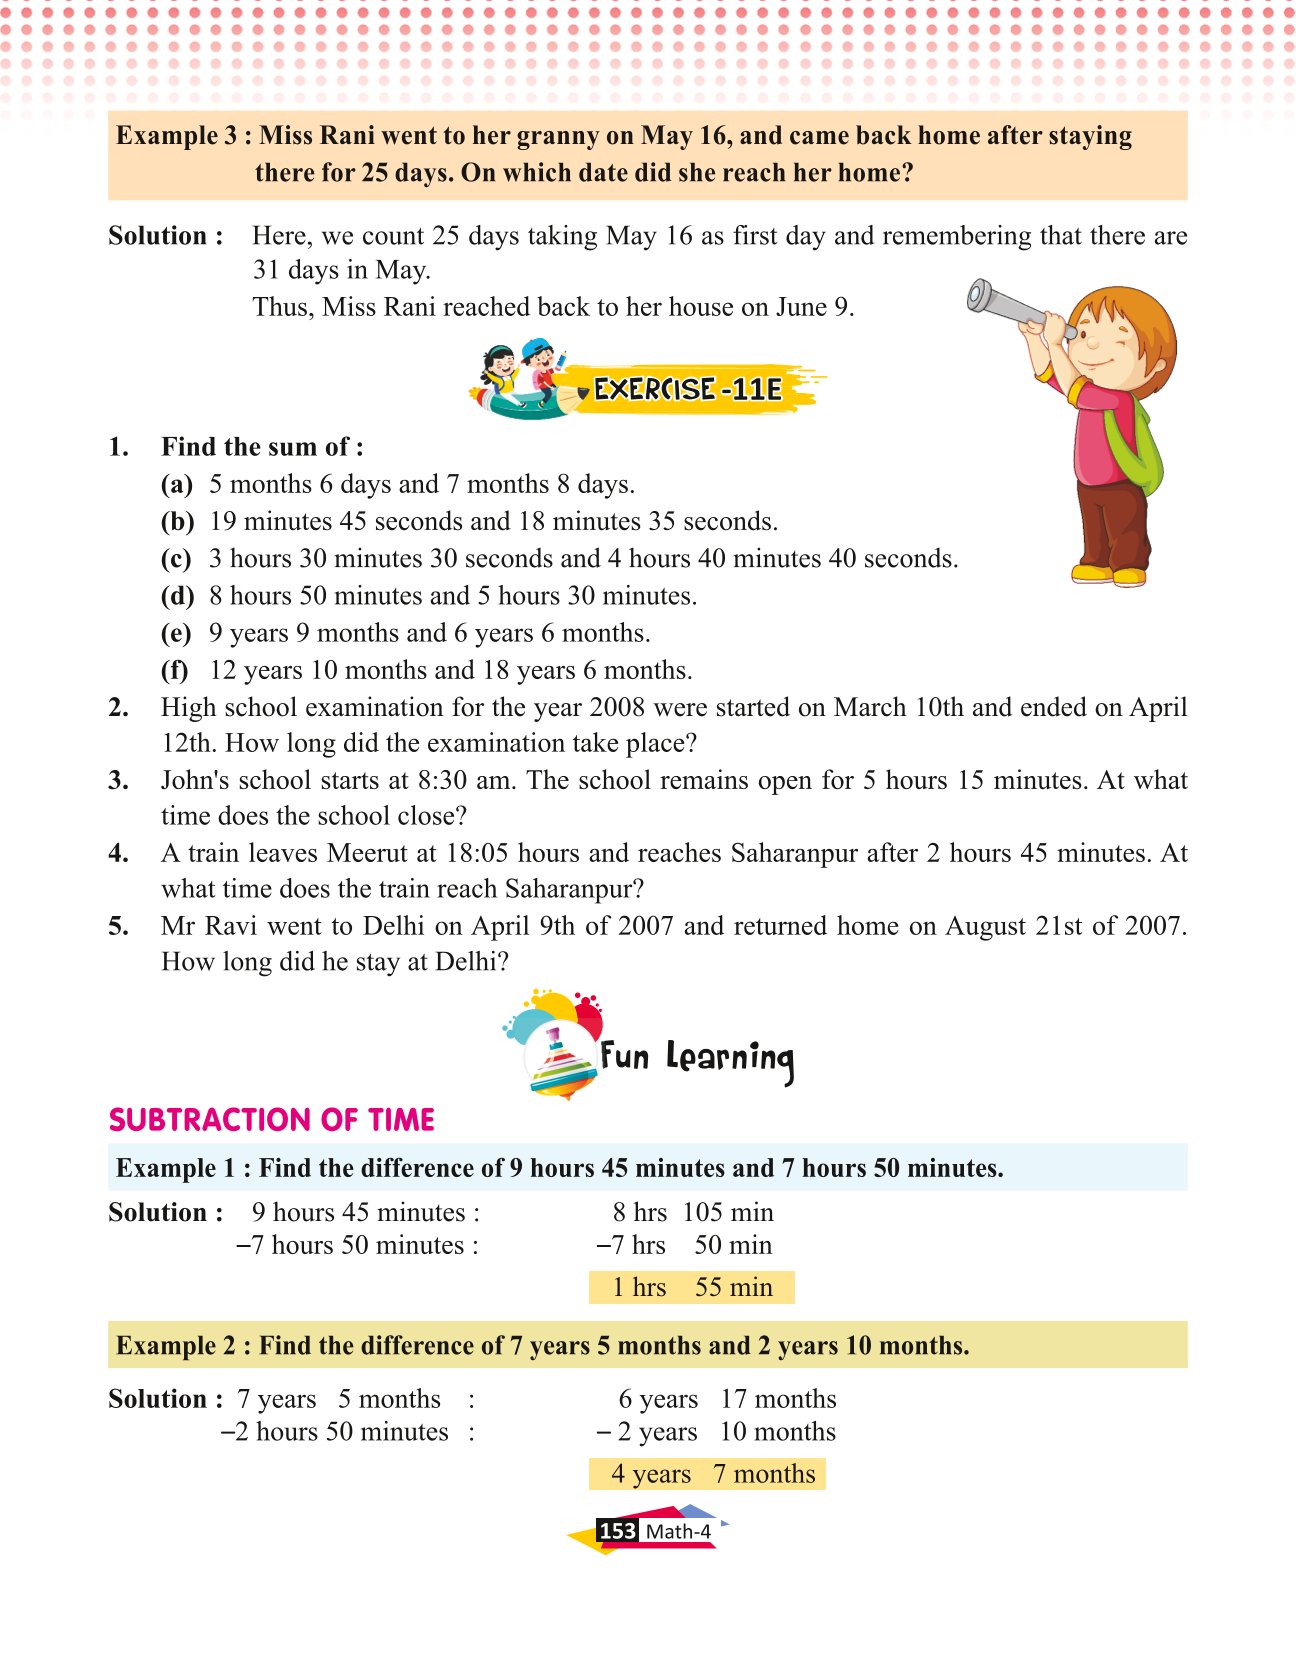 Example 3 : Miss Rani went to her granny on May 16, and came back home after staying
there for 25 days. On which date did she reach her home?
Solution : Here, we count 25 days taking May 16 as first day and remembering that there are
31 days in May.
Thus, Miss Rani reached back to her house on June 9.
EXERCISE -11E
1. Find the sum of :
(a) 5 months 6 days and 7 months 8 days.
(b) 19 minutes 45 seconds and 18 minutes 35 seconds.
(c) 3 hours 30 minutes 30 seconds and 4 hours 40 minutes 40 seconds.
(d) 8 hours 50 minutes and 5 hours 30 minutes.
(e) 9 years 9 months and 6 years 6 months.
(f) 12 years 10 months and 18 years 6 months.
2. High school examination for the year 2008 were started on March 10th and ended on April
12th. How long did the examination take place?
3. John's school starts at 8:30 am. The school remains open for 5 hours 15 minutes. At what
time does the school close?
4. A train leaves Meerut at 18:05 hours and reaches Saharanpur after 2 hours 45 minutes. At
what time does the train reach Saharanpur?
5. Mr Ravi went to Delhi on April 9th of 2007 and returned home on August 21st of 2007.
How long did he stay at Delhi?
Fun Learning
SUBTRACTION OF TIME
Example 1 : Find the difference of 9 hours 45 minutes and 7 hours 50 minutes.
Solution : 9 hours 45 minutes : 8 hrs 105 min
–7 hours 50 minutes : –7 hrs 50 min
1 hrs 55 min
Example 2 : Find the difference of 7 years 5 months and 2 years 10 months.
Solution : 7 years 5 months : 6 years 17 months
–2 hours 50 minutes : – 2 years 10 months
4 years 7 months
153 Math-4